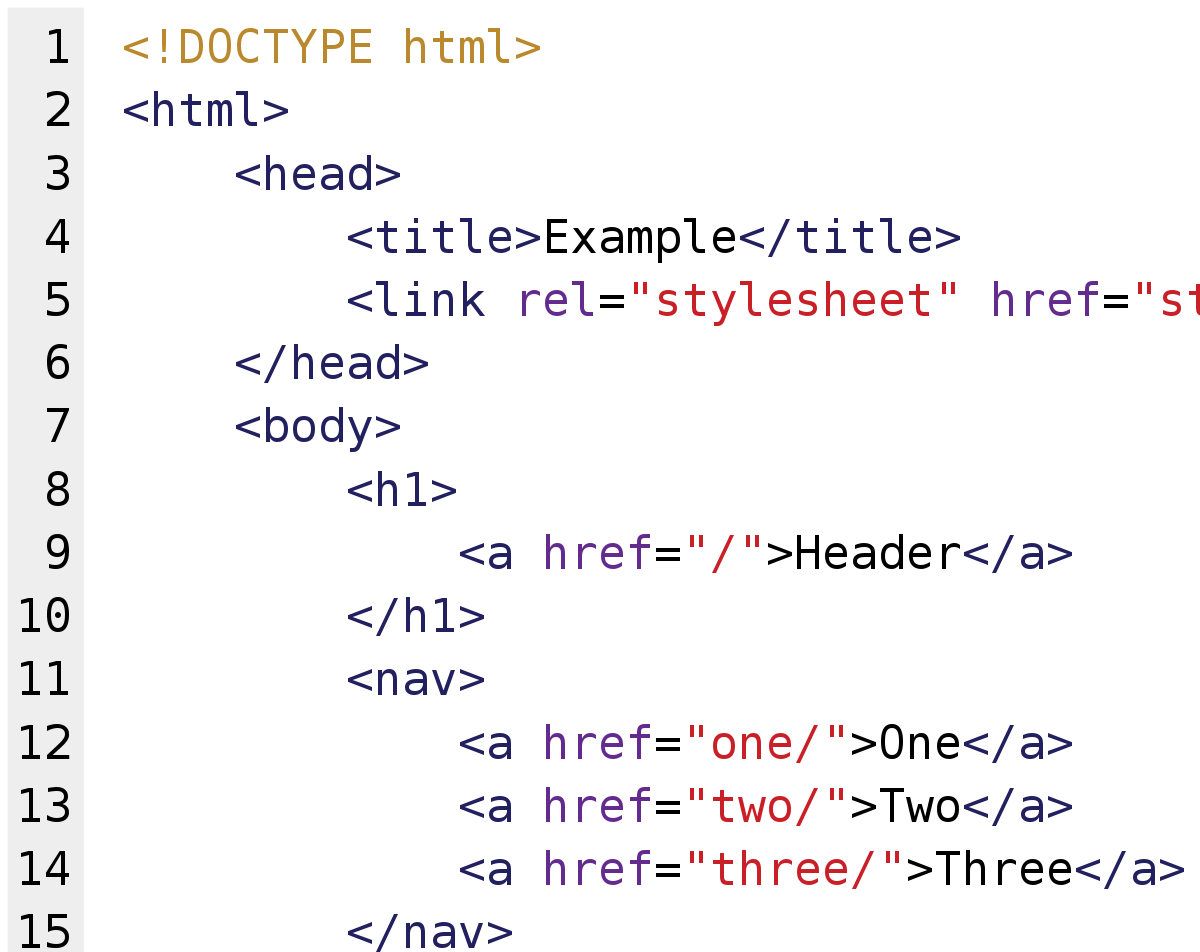 1 <!DOCTYPE html>
2 <html>
3     <head>
4         <title>Example</title>
5         <link rel="stylesheet" href="st
6     </head>
7     <body>
8         <h1>
9             <a href="/">Header</a>
10         </h1>
11         <nav>
12             <a href="one/">One</a>
13             <a href="two/">Two</a>
14             <a href="three/">Three</a>
15         </nav>